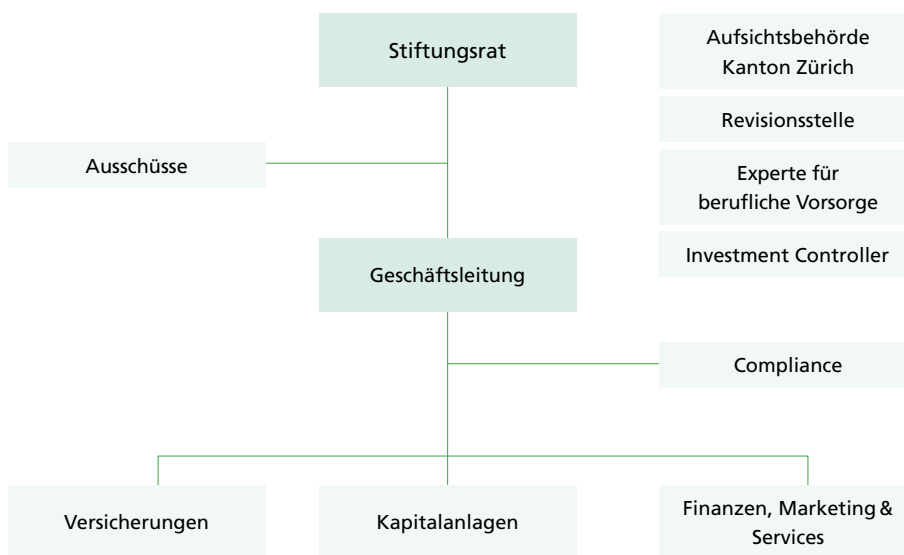 Stiftungsrat
Aufsichtsbehörde
Kanton Zürich
Revisionsstelle
Ausschüsse
Experte für
berufliche Vorsorge
Investment Controller
Geschäftsleitung
Compliance
Versicherungen
Kapitalanlagen
Finanzen, Marketing &
Services